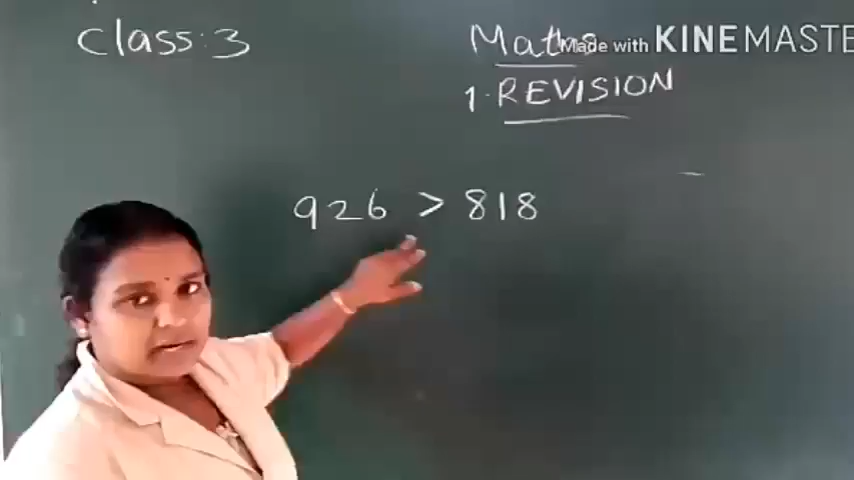 class: 3
Maths
Made with KINEMASTE
1. REVISION
926 > 818